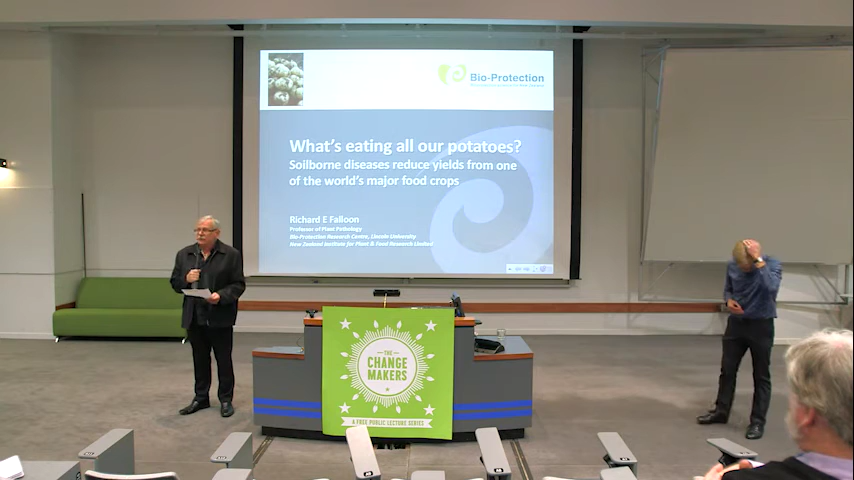 Bio-Protection
What's eating all our potatoes?
Soilborne diseases reduce yields from one
of the world's major food crops
Richard E Falloon
Professor of Plant Pathology
Bio-Protection Research Centre, Lincoln University
New Zealand Institute for Plant & Food Research Limited
THE
CHANGE
MAKERS
A FREE PUBLIC LECTURE SERIES